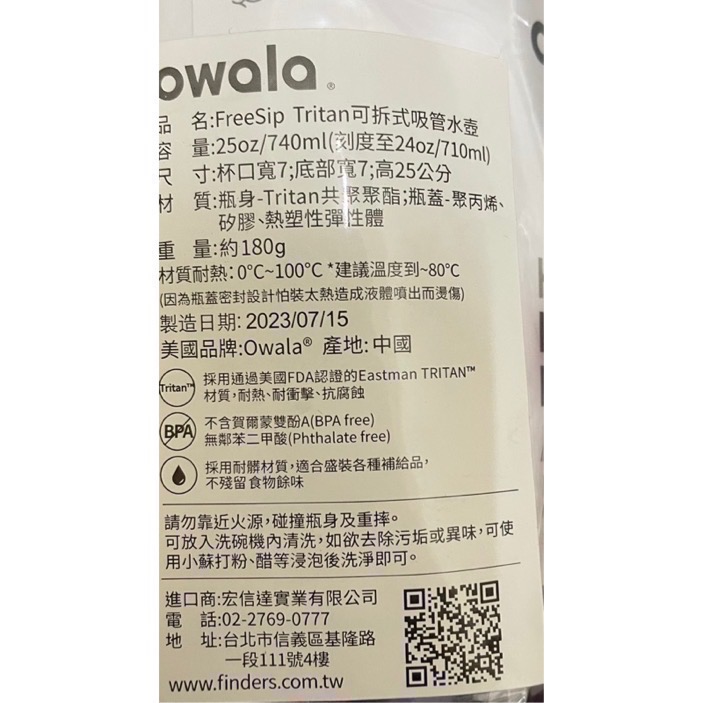 owala®
品　名:FreeSip Tritan可拆式吸管水壺
容　量:25oz/740ml(刻度至24oz/710ml)
尺　寸:杯口寬7;底部寬7;高25公分
材　質:瓶身-Tritan共聚聚酯;瓶蓋-聚丙烯、
矽膠、熱塑性彈性體
重　量:約180g
材質耐熱:0°C~100°C *建議溫度到~80°C
(因為瓶蓋密封設計怕裝太熱造成液體噴出而燙傷)
製造日期: 2023/07/15
美國品牌:Owala® 產地:中國
Tritan™
採用通過美國FDA認證的Eastman TRITAN™
材質,耐熱、耐衝擊、抗腐蝕
BPA
不含賀爾蒙雙酚A(BPA free)
無鄰苯二甲酸(Phthalate free)
採用耐髒材質,適合盛裝各種補給品,
不殘留食物餘味
請勿靠近火源,碰撞瓶身及重摔。
可放入洗碗機內清洗,如欲去除污垢或異味,可使
用小蘇打粉、醋等浸泡後洗淨即可。
進口商:宏信達實業有限公司
電　話:02-2769-0777
地　址:台北市信義區基隆路
一段111號4樓
www.finders.com.tw